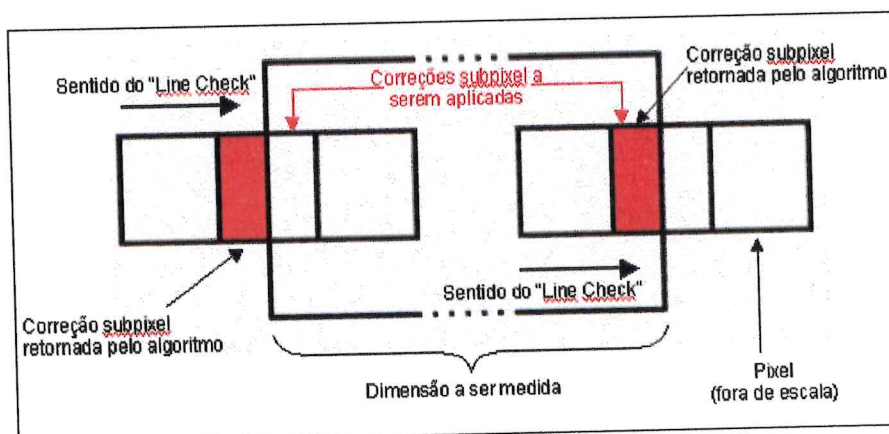 Sentido do "Line Check"
Correções subpixel a
serem aplicadas
Correção subpixel
retornada pelo algoritmo
Sentido do "Line Check"
Correção subpixel
retornada pelo algoritmo
Dimensão a ser medida
Pixel
(fora de escala)